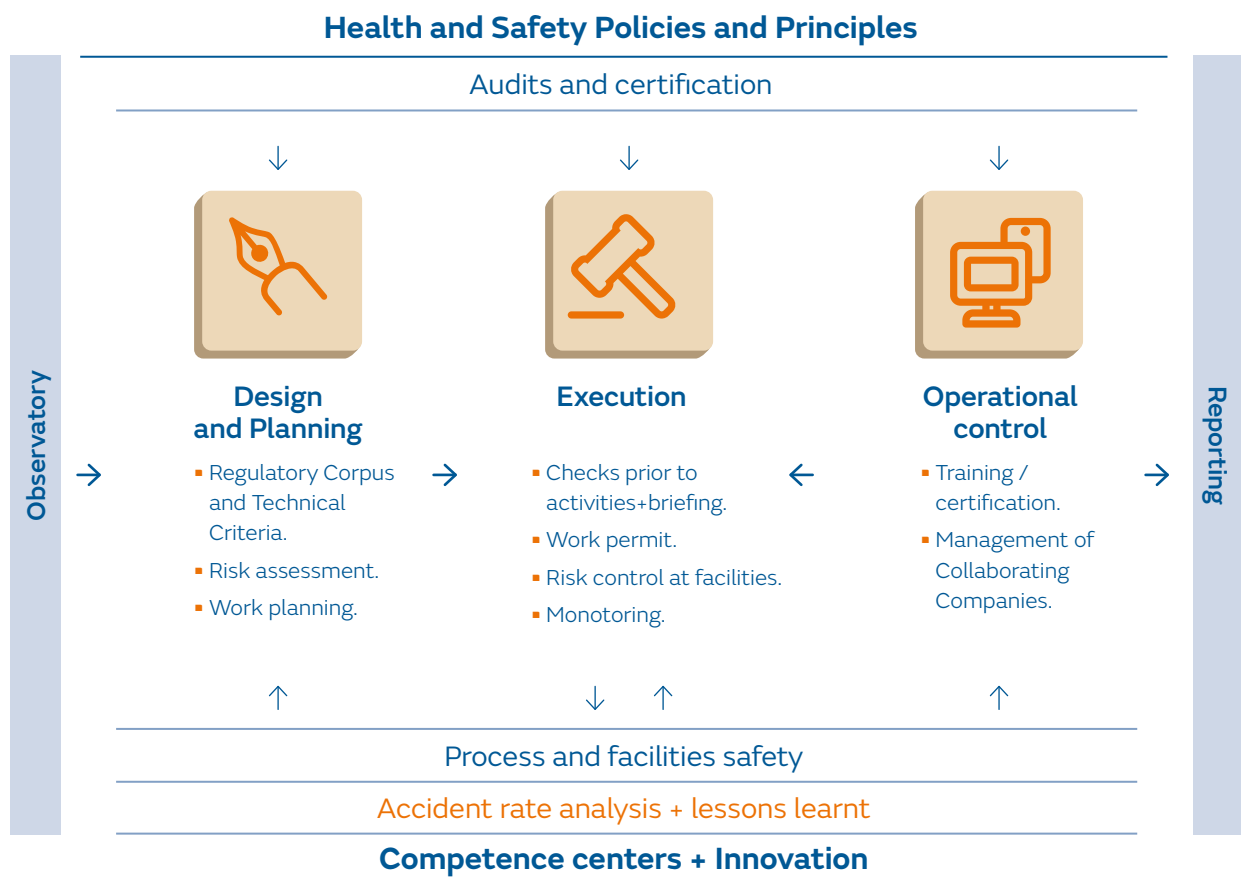 Health and Safety Policies and Principles
Audits and certification
Observatory
Design
and Planning
▪ Regulatory Corpus
and Technical
Criteria.
▪ Risk assessment.
▪ Work planning.
Execution
▪ Checks prior to
activities+briefing.
▪ Work permit.
▪ Risk control at facilities.
▪ Monotoring.
Operational
control
▪ Training /
certification.
▪ Management of
Collaborating
Companies.
Reporting
Process and facilities safety
Accident rate analysis + lessons learnt
Competence centers + Innovation